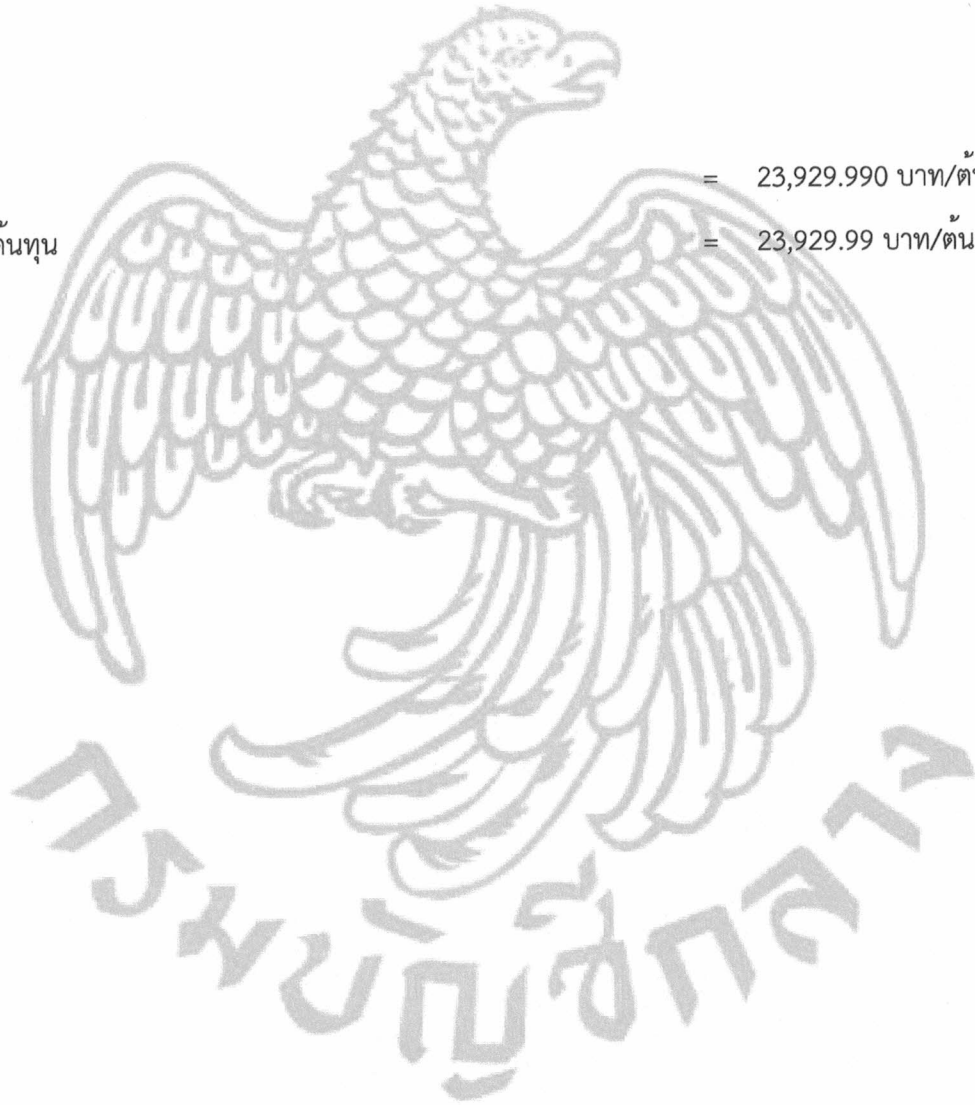 = 23,929.990 บาท/ต้น
ต้นทุน = 23,929.99 บาท/ต้น
กรมบัญชีกลาง